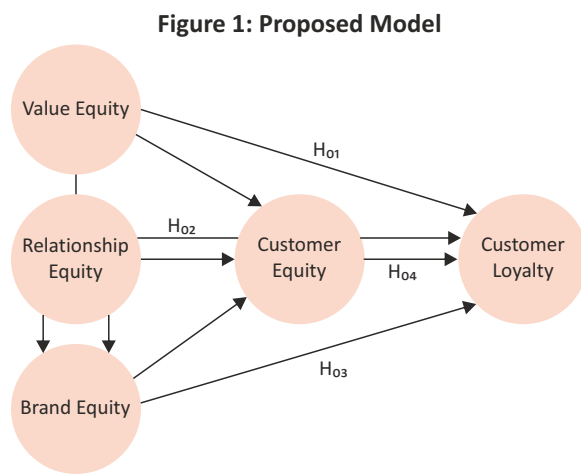 Figure 1: Proposed Model
Value Equity
H₀₁
Relationship
Equity
H₀₂
Customer
Equity
H₀₄
Customer
Loyalty
H₀₃
Brand Equity